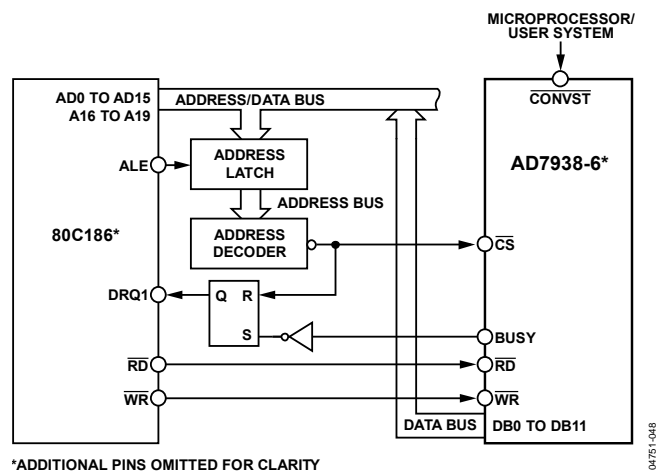 MICROPROCESSOR/
USER SYSTEM
AD0 TO AD15
A16 TO A19
ADDRESS/DATA BUS
CONVST
ALE
ADDRESS
LATCH
AD7938-6*
ADDRESS BUS
80C186*
ADDRESS
DECODER
CS
DRQ1
Q R
S
BUSY
RD
RD
WR
WR
DATA BUS
DB0 TO DB11
*ADDITIONAL PINS OMITTED FOR CLARITY
04751-048